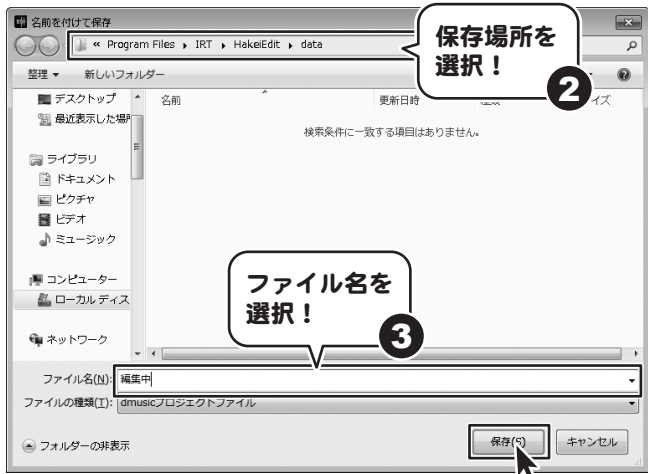 名前を付けて保存
« Program Files ▸ IRT ▸ HakeiEdit ▸ data
保存場所を
選択！
2
整理 ▼ 新しいフォルダー
名前 更新日時 イズ
検索条件に一致する項目はありません。
デスクトップ
最近表示した場所
ライブラリ
ドキュメント
ピクチャ
ビデオ
ミュージック
コンピューター
ローカル ディス
ネットワーク
ファイル名を
選択！
3
ファイル名(N): 編集中
ファイルの種類(T): dmusicプロジェクトファイル
フォルダーの非表示
保存(S) キャンセル